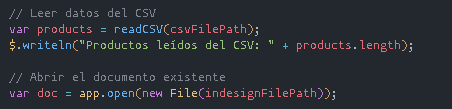 // Leer datos del CSV
var products = readCSV(csvFilePath);
$.writeln("Productos leídos del CSV: " + products.length);
// Abrir el documento existente
var doc = app.open(new File(indesignFilePath));